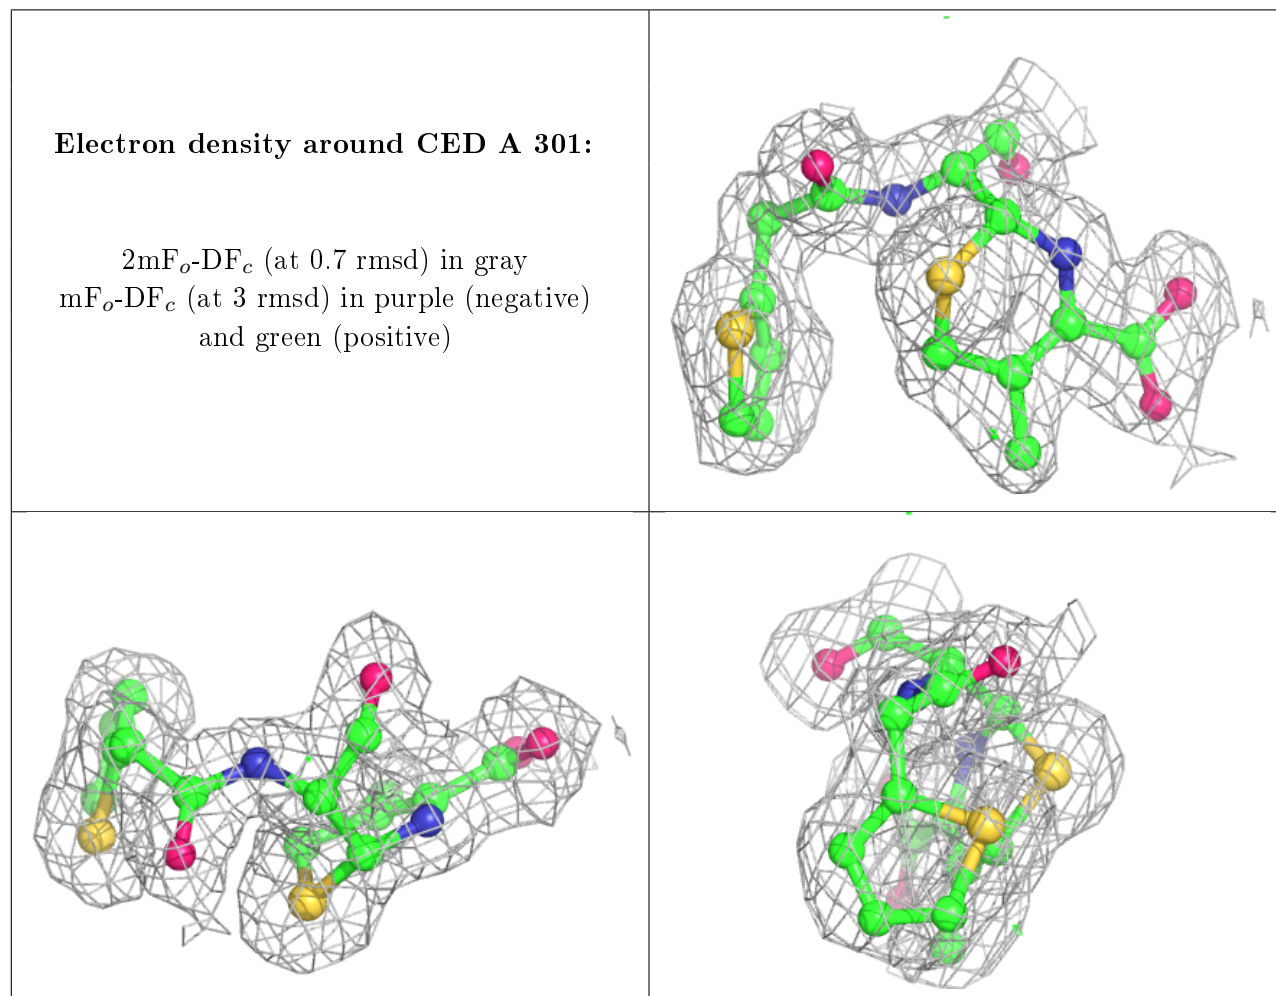 Electron density around CED A 301:
2mFo-DFc (at 0.7 rmsd) in gray
mFo-DFc (at 3 rmsd) in purple (negative)
and green (positive)